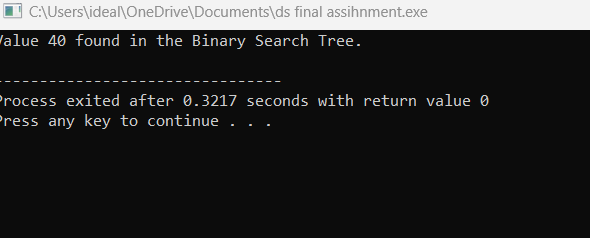 C:\Users\ideal\OneDrive\Documents\ds final assihnment.exe
Value 40 found in the Binary Search Tree.
--------------------------------
Process exited after 0.3217 seconds with return value 0
Press any key to continue . . .